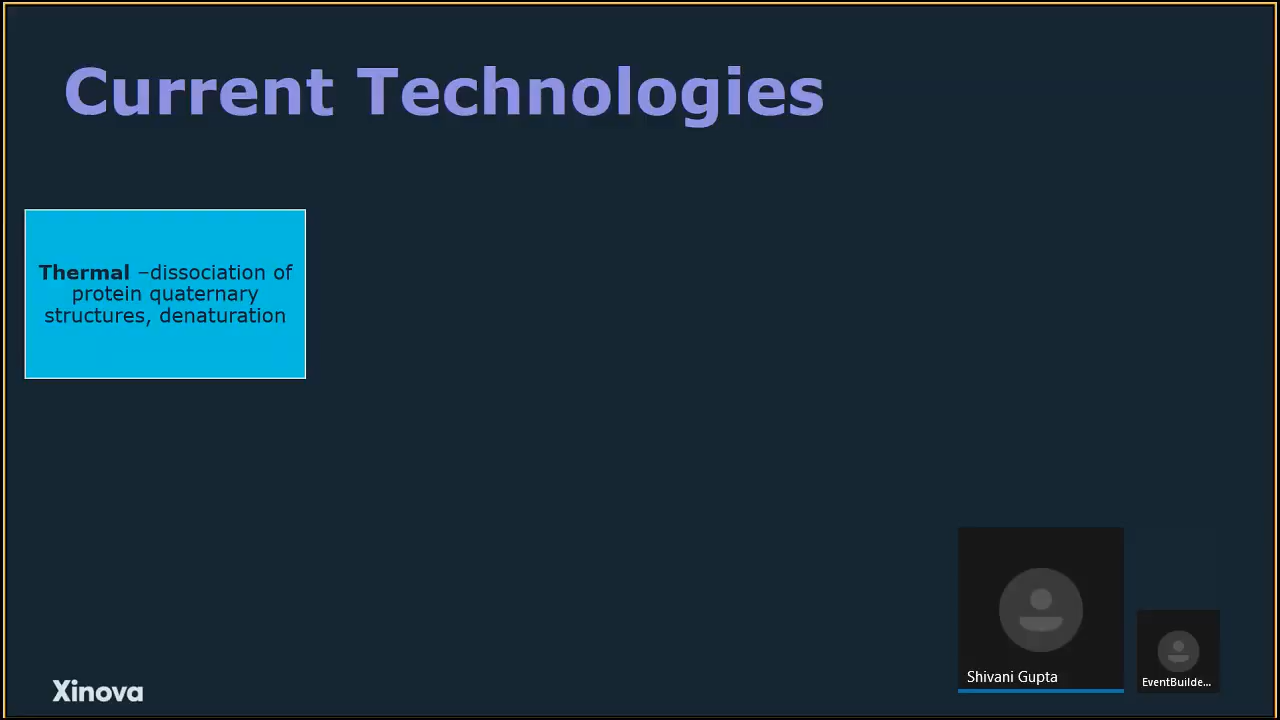 Current Technologies
Thermal –dissociation of
protein quaternary
structures, denaturation
Xinova
Shivani Gupta
EventBuilde...